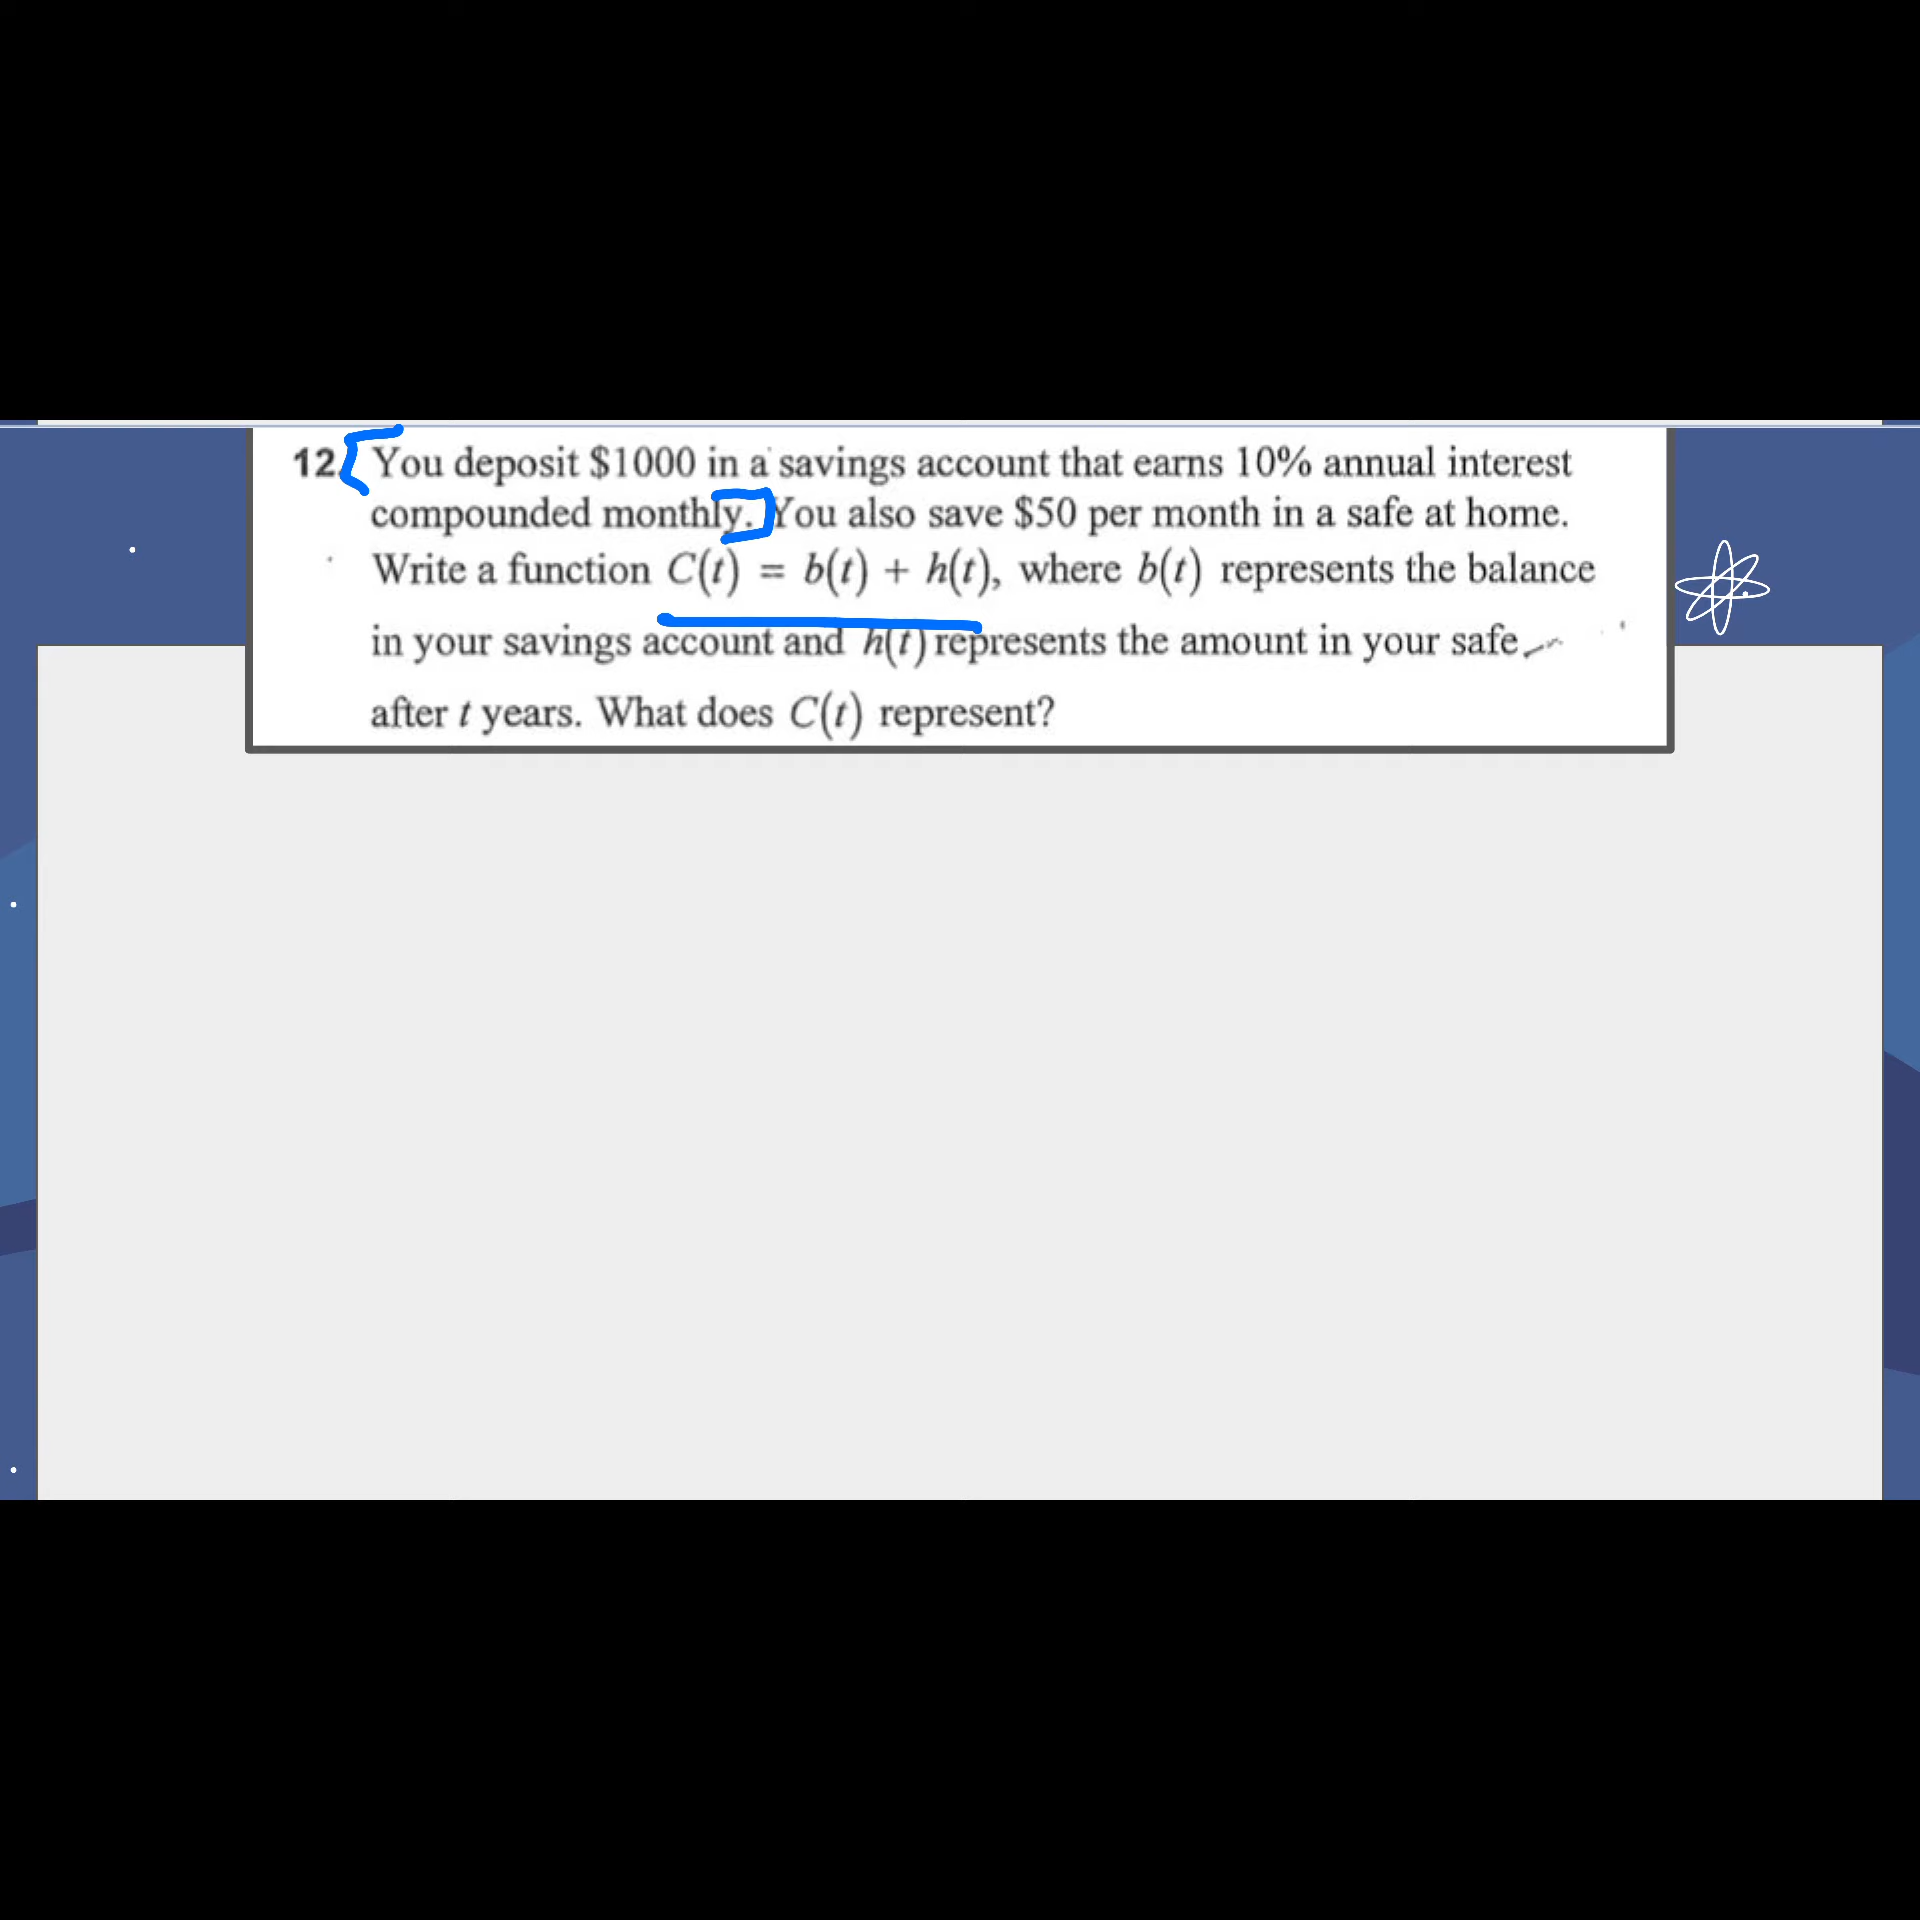 12. You deposit $1000 in a savings account that earns 10% annual interest
compounded monthly. You also save $50 per month in a safe at home.
Write a function C(t) = b(t) + h(t), where b(t) represents the balance
in your savings account and h(t) represents the amount in your safe
after t years. What does C(t) represent?